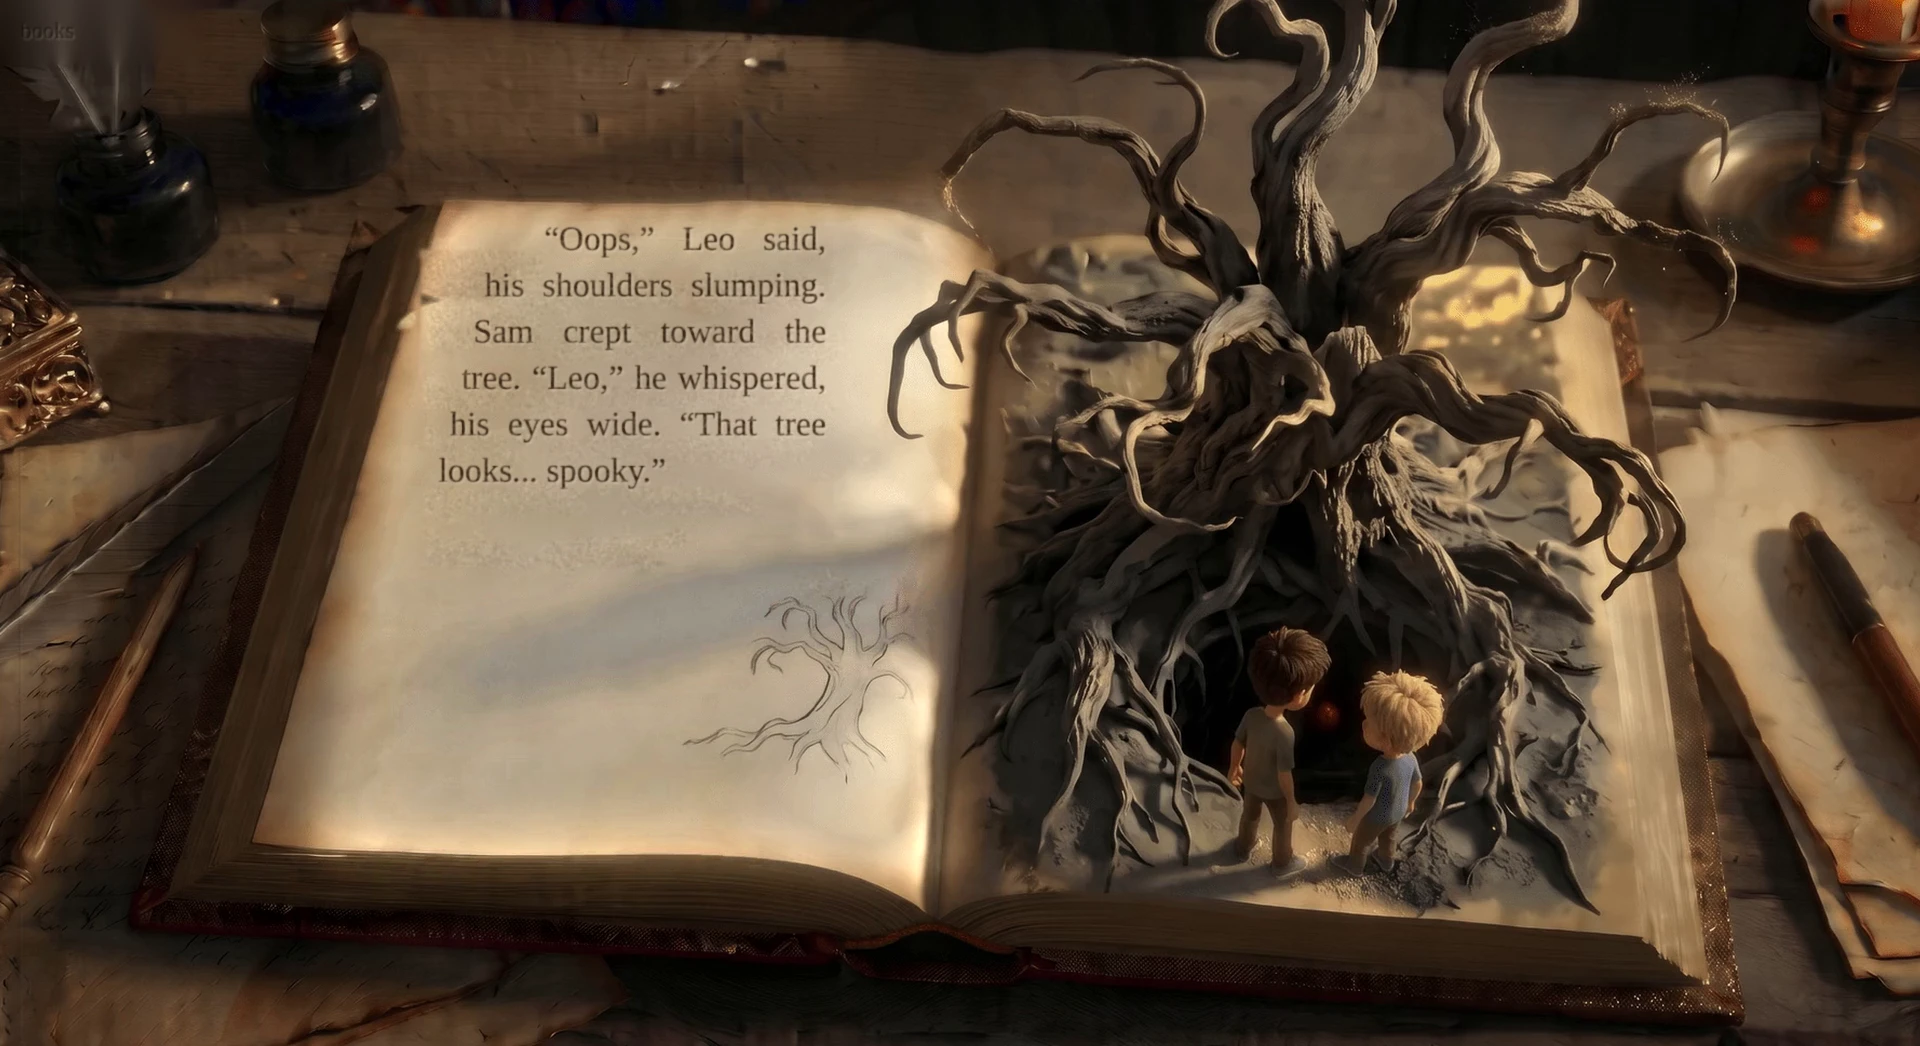 books
“Oops,” Leo said,
his shoulders slumping.
Sam crept toward the
tree. “Leo,” he whispered,
his eyes wide. “That tree
looks... spooky.”